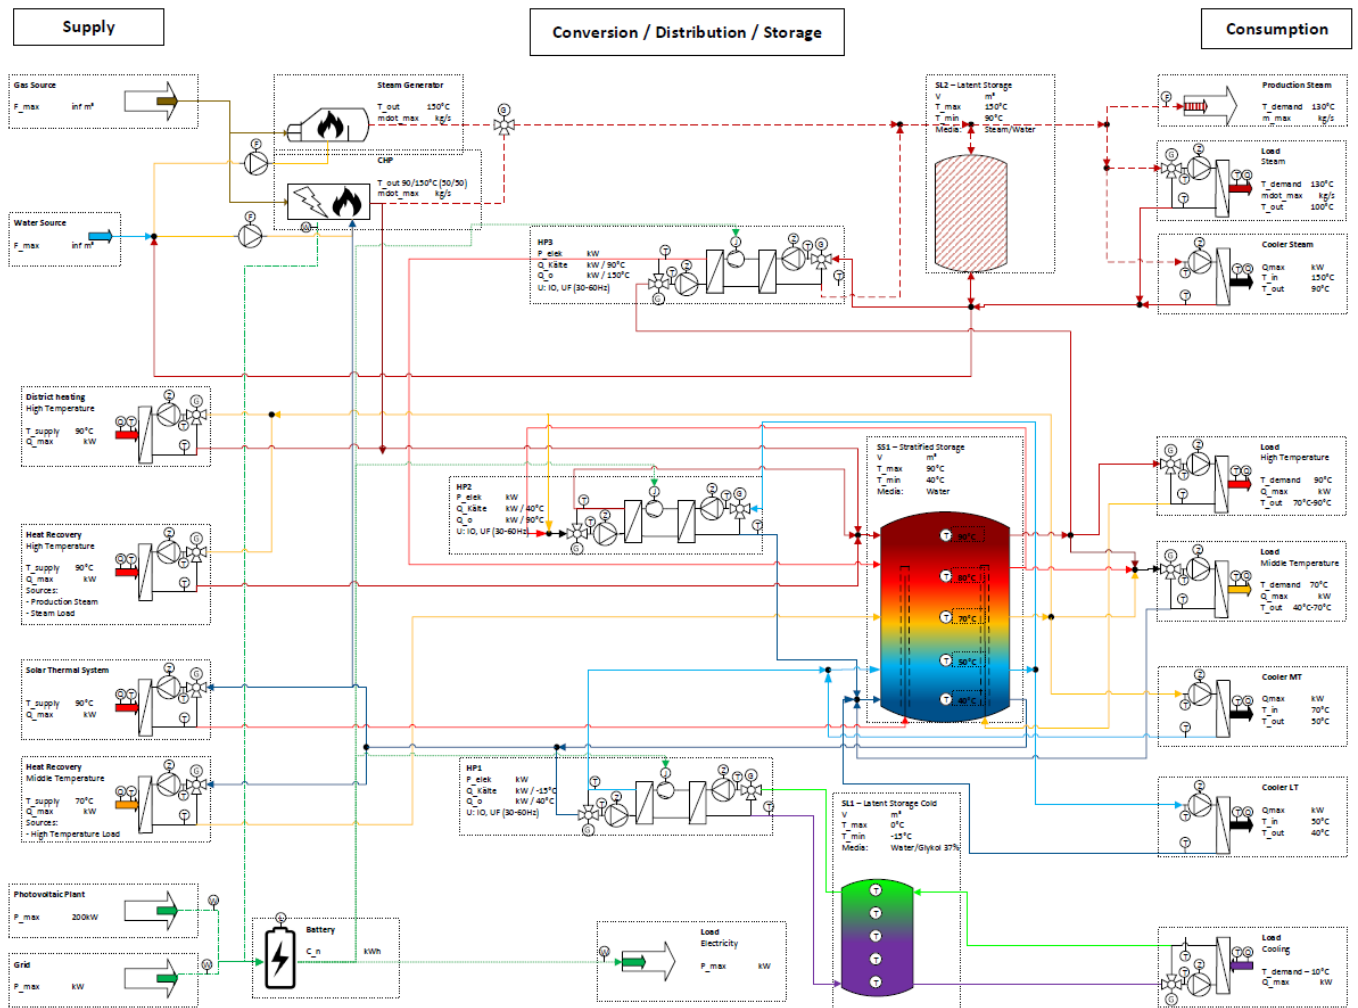 Supply
Conversion / Distribution / Storage
Consumption
Gas Source
F_max inf m³
Steam Generator
T_out 150°C
mdot_max kg/s
CHP
T_out 90/150°C (50/50)
mdot_max kg/s
Water Source
F_max inf m³
HP3
P_elek kW
Q_Kälte kW / 90°C
Q_o kW / 150°C
U: IO, UF (30-60Hz)
SL2 – Latent Storage
V m³
T_max 150°C
T_min 90°C
Media: Steam/Water
Production Steam
T_demand 130°C
m_max kg/s
Load
Steam
T_demand 130°C
mdot_max kg/s
T_out 100°C
Cooler Steam
Qmax kW
T_in 150°C
T_out 90°C
District heating
High Temperature
T_supply 90°C
Q_max kW
Heat Recovery
High Temperature
T_supply 90°C
Q_max kW
Sources:
- Production Steam
- Steam Load
HP2
P_elek kW
Q_Kälte kW / 40°C
Q_o kW / 90°C
U: IO, UF (30-60Hz)
SS1 – Stratified Storage
V m³
T_max 90°C
T_min 40°C
Media: Water
90°C
70°C
50°C
40°C
Load
High Temperature
T_demand 90°C
Q_max kW
T_out 70°C-90°C
Load
Middle Temperature
T_demand 70°C
Q_max kW
T_out 40°C-70°C
Solar Thermal System
T_supply 90°C
Q_max kW
Heat Recovery
Middle Temperature
T_supply 70°C
Q_max kW
Sources:
- High Temperature Load
HP1
P_elek kW
Q_Kälte kW / -15°C
Q_o kW / 40°C
U: IO, UF (30-60Hz)
SL1 – Latent Storage Cold
V m³
T_max 0°C
T_min -15°C
Media: Water/Glykol 37%
Cooler MT
Qmax kW
T_in 70°C
T_out 50°C
Cooler LT
Qmax kW
T_in 50°C
T_out 40°C
Photovoltaic Plant
P_max 200kW
Grid
P_max kW
Battery
C_n kWh
Load
Electricity
P_max kW
Load
Cooling
T_demand –10°C
Q_max kW